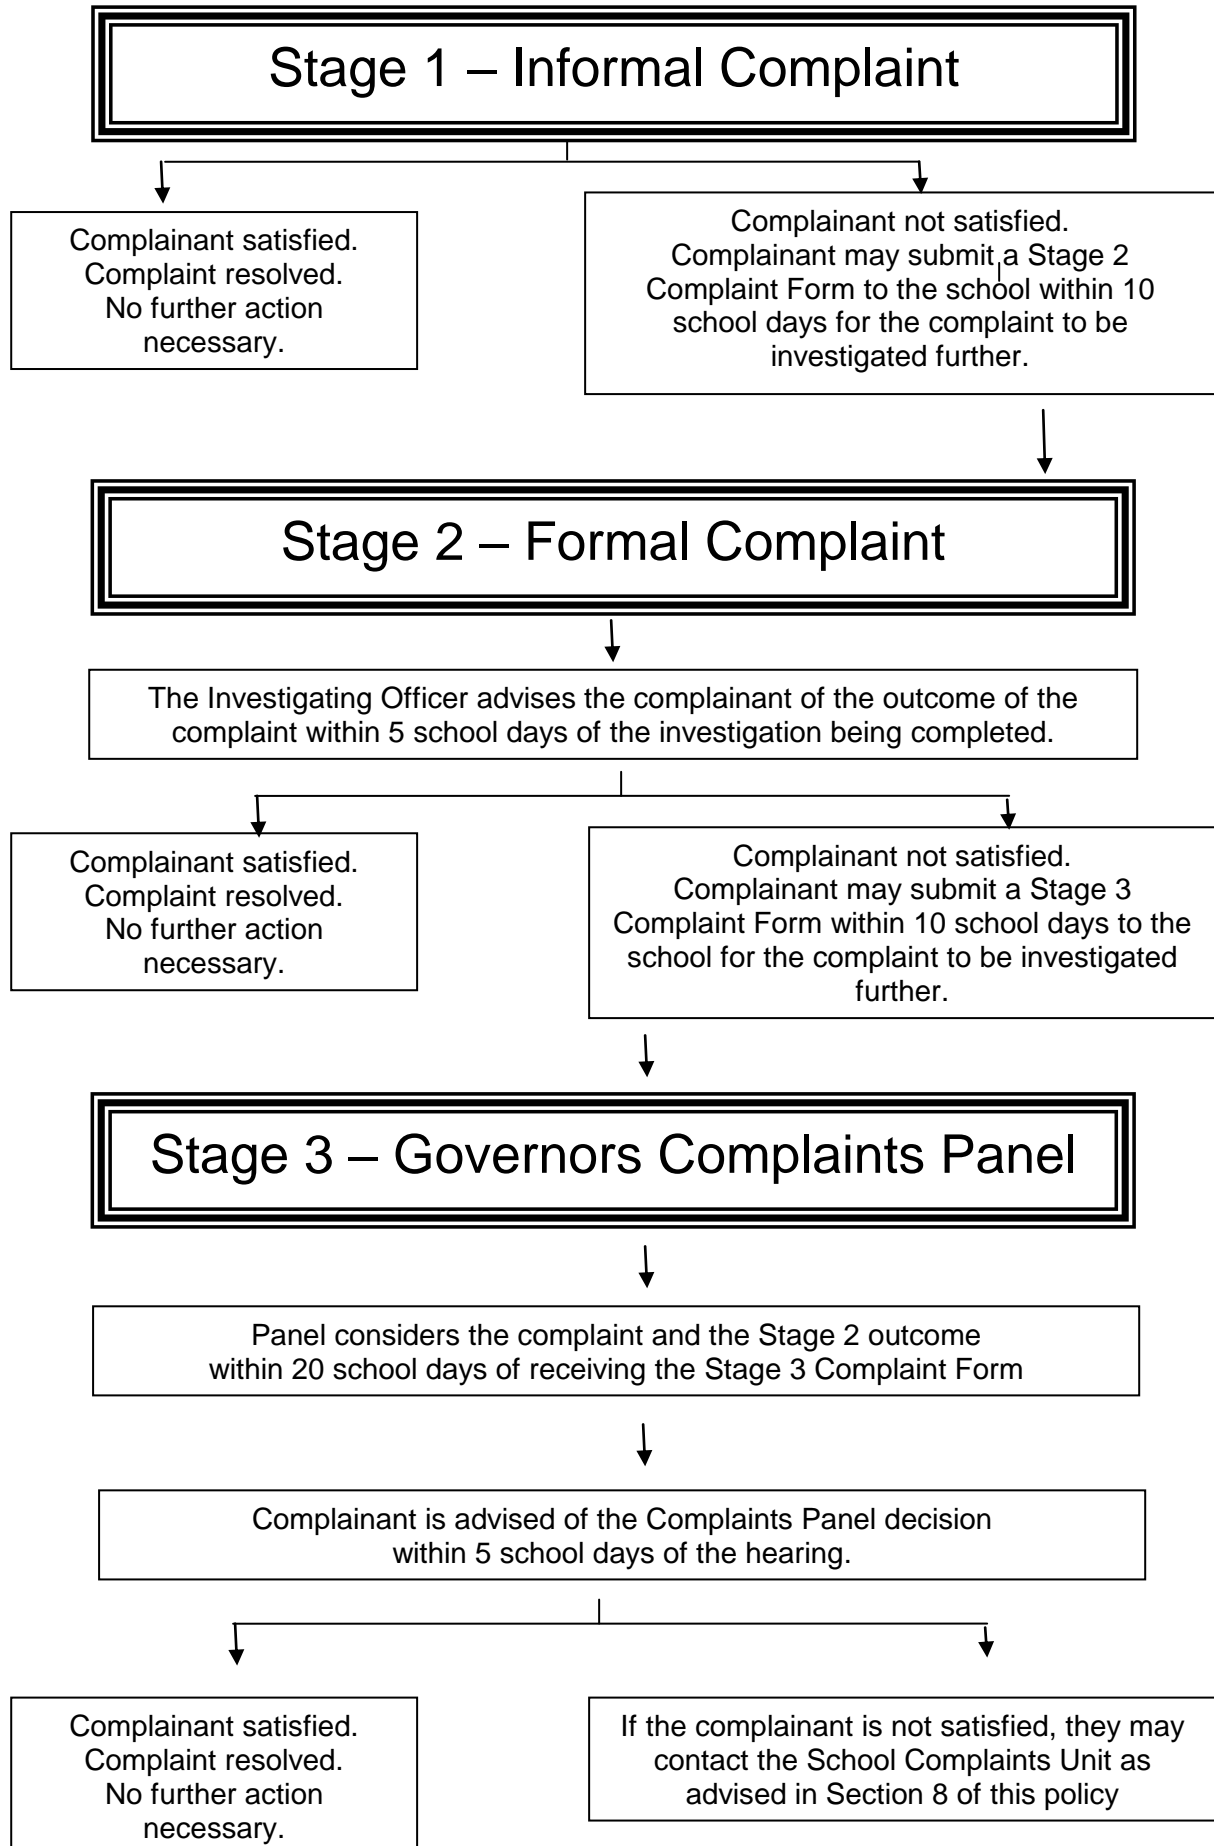 Stage 1 – Informal Complaint
Complainant satisfied.
Complaint resolved.
No further action
necessary.
Complainant not satisfied.
Complainant may submit a Stage 2
Complaint Form to the school within 10
school days for the complaint to be
investigated further.
Stage 2 – Formal Complaint
The Investigating Officer advises the complainant of the outcome of the
complaint within 5 school days of the investigation being completed.
Complainant satisfied.
Complaint resolved.
No further action
necessary.
Complainant not satisfied.
Complainant may submit a Stage 3
Complaint Form within 10 school days to the
school for the complaint to be investigated
further.
Stage 3 – Governors Complaints Panel
Panel considers the complaint and the Stage 2 outcome
within 20 school days of receiving the Stage 3 Complaint Form
Complainant is advised of the Complaints Panel decision
within 5 school days of the hearing.
Complainant satisfied.
Complaint resolved.
No further action
necessary.
If the complainant is not satisfied, they may
contact the School Complaints Unit as
advised in Section 8 of this policy